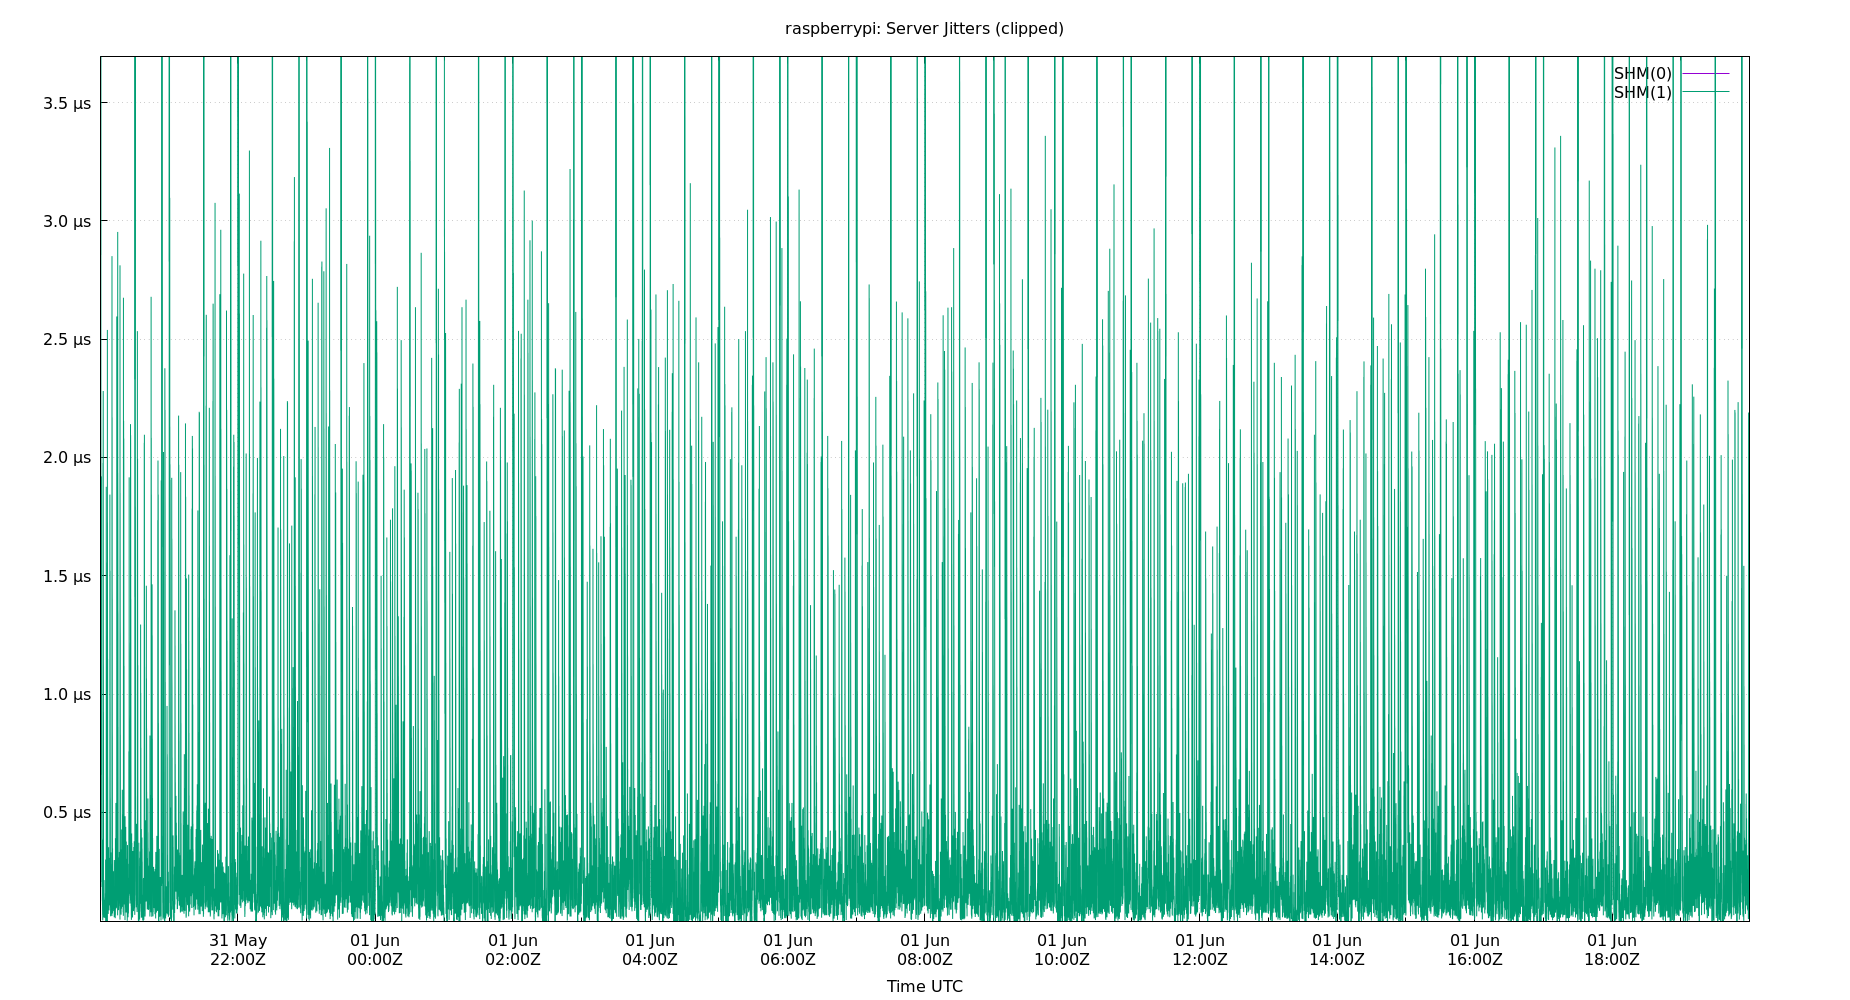 raspberrypi: Server Jitters (clipped)
SHM(0)
SHM(1)
3.5 µs
3.0 µs
2.5 µs
2.0 µs
1.5 µs
1.0 µs
0.5 µs
31 May 01 Jun 01 Jun 01 Jun 01 Jun 01 Jun 01 Jun 01 Jun 01 Jun 01 Jun 01 Jun
22:00Z 00:00Z 02:00Z 04:00Z 06:00Z 08:00Z 10:00Z 12:00Z 14:00Z 16:00Z 18:00Z
Time UTC